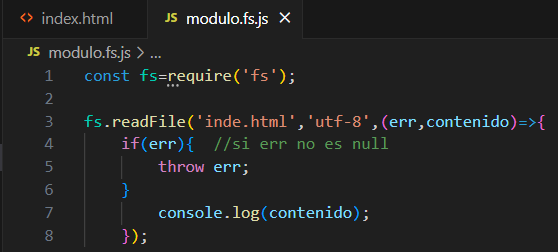 index.html
modulo.fs.js
modulo.fs.js > ...
1 const fs=require('fs');
2
3 fs.readFile('inde.html','utf-8',(err,contenido)=>{
4 if(err){ //si err no es null
5 throw err;
6 }
7 console.log(contenido);
8 });